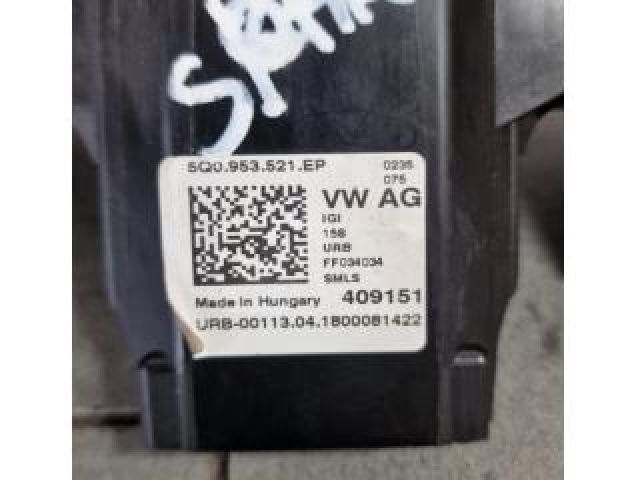 5Q0.953.521.EP
0235
075
VW AG
IGI
158
URB
FF034034
SMLS
Made in Hungary 409151
URB-00113.04.1800081422